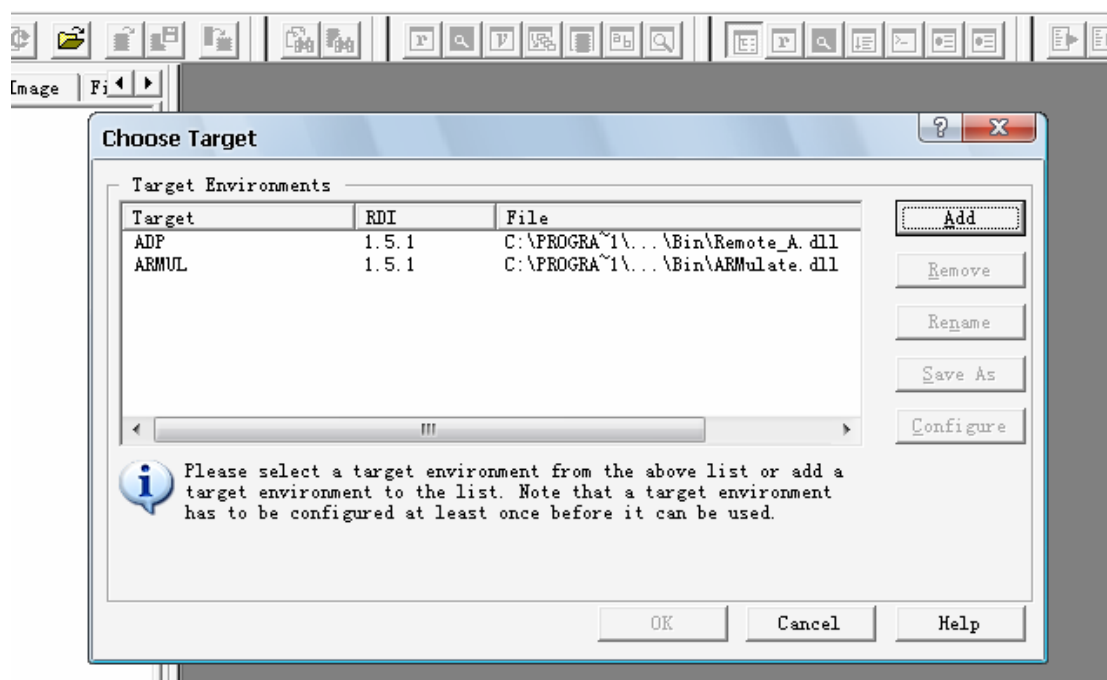 Image
Fi
Choose Target
Target Environments
Target RDI File
ADP 1.5.1 C:\PROGRA~1\...\Bin\Remote_A.dll
ARMUL 1.5.1 C:\PROGRA~1\...\Bin\ARMulate.dll
Add
Remove
Rename
Save As
Configure
Please select a target environment from the above list or add a
target environment to the list. Note that a target environment
has to be configured at least once before it can be used.
OK Cancel Help